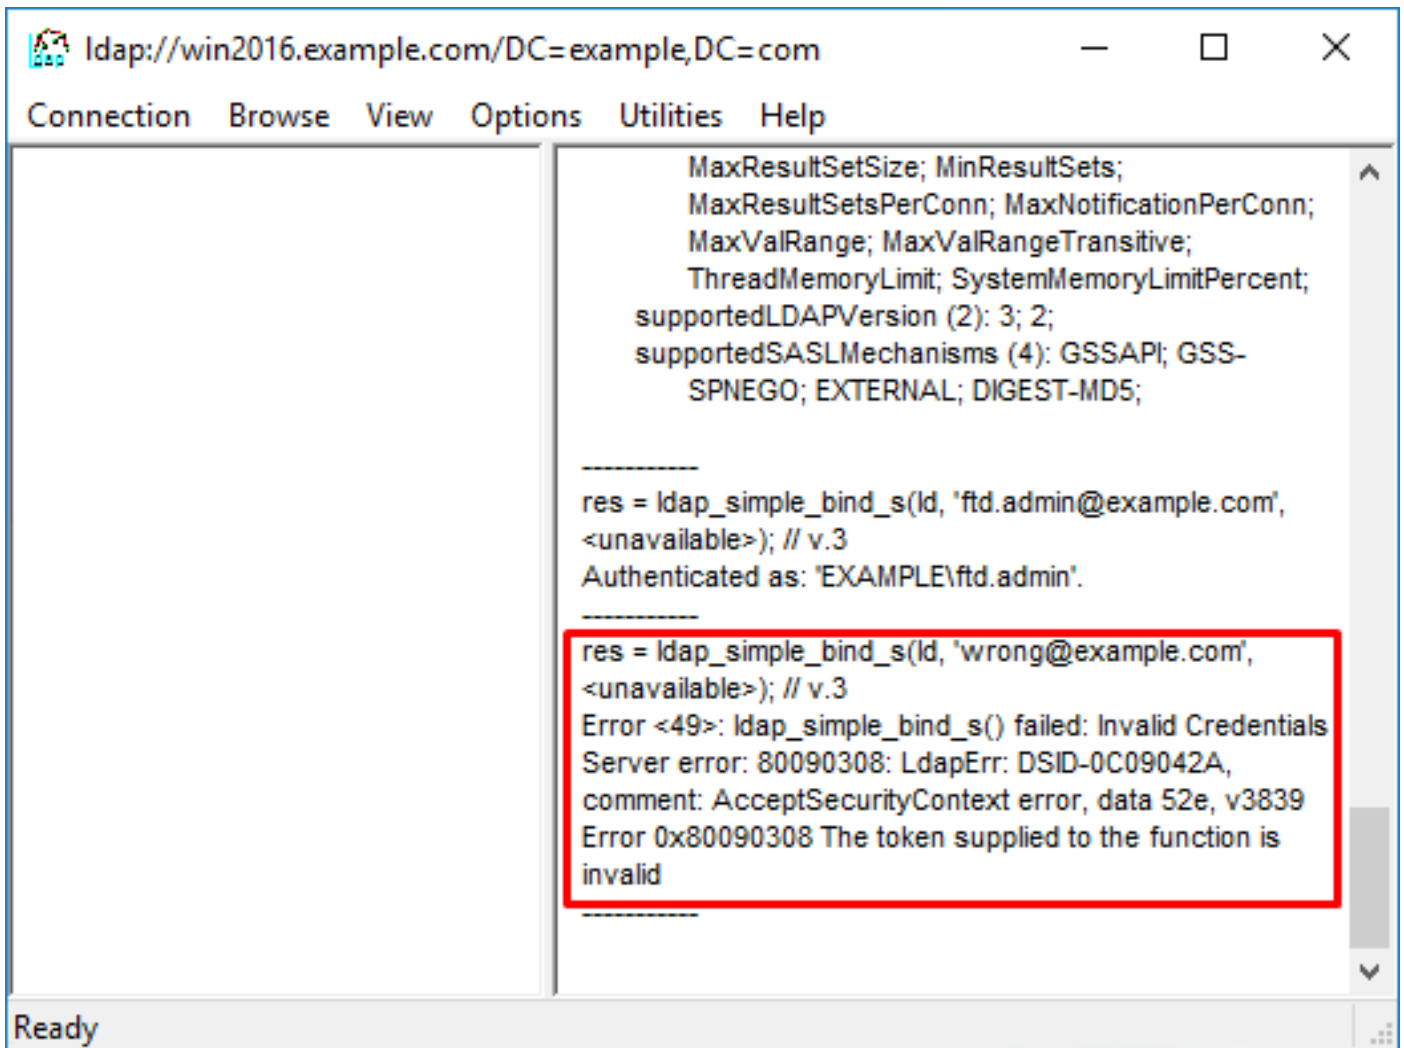 ldap://win2016.example.com/DC=example,DC=com
Connection Browse View Options Utilities Help
MaxResultSetSize; MinResultSets;
MaxResultSetsPerConn; MaxNotificationPerConn;
MaxValRange; MaxValRangeTransitive;
ThreadMemoryLimit; SystemMemoryLimitPercent;
supportedLDAPVersion (2): 3; 2;
supportedSASLMechanisms (4): GSSAPI; GSS-
SPNEGO; EXTERNAL; DIGEST-MD5;
-----------
res = ldap_simple_bind_s(ld, 'ftd.admin@example.com',
<unavailable>); // v.3
Authenticated as: 'EXAMPLE\ftd.admin'.
-----------
res = ldap_simple_bind_s(ld, 'wrong@example.com',
<unavailable>); // v.3
Error <49>: ldap_simple_bind_s() failed: Invalid Credentials
Server error: 80090308: LdapErr: DSID-0C09042A,
comment: AcceptSecurityContext error, data 52e, v3839
Error 0x80090308 The token supplied to the function is
invalid
-----------
Ready